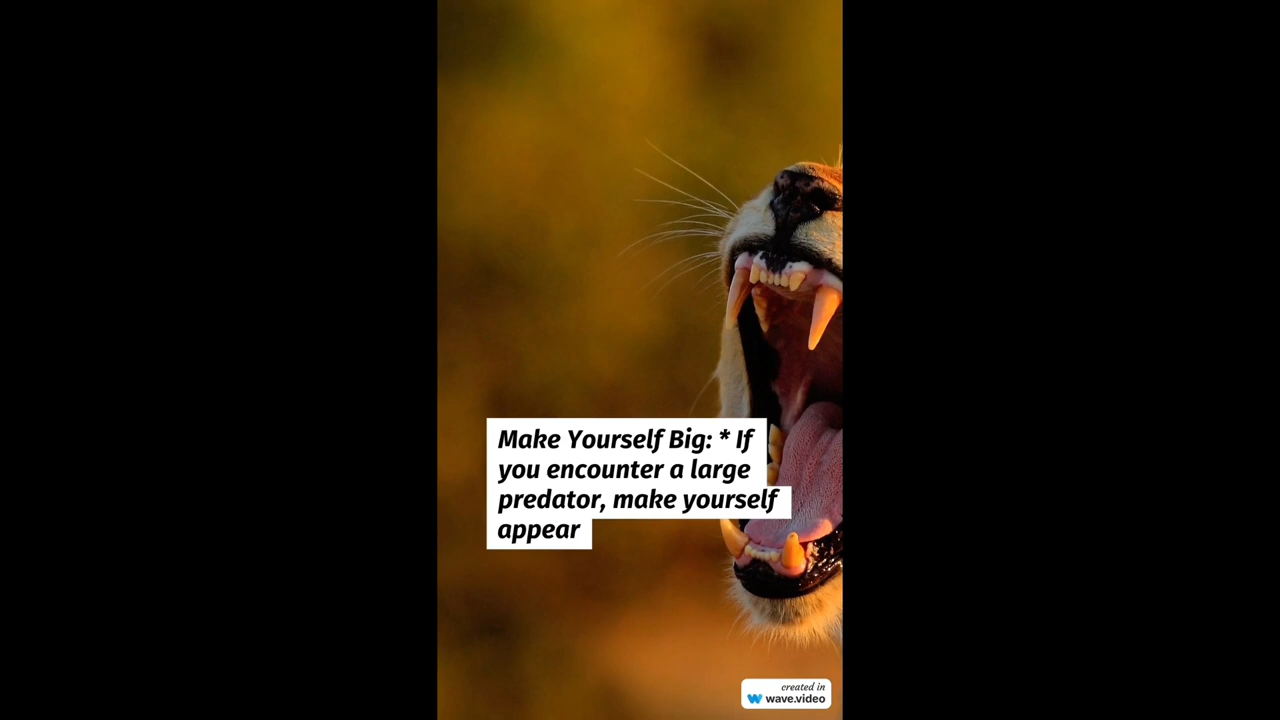 Make Yourself Big: * If
you encounter a large
predator, make yourself
appear
created in
wave.video